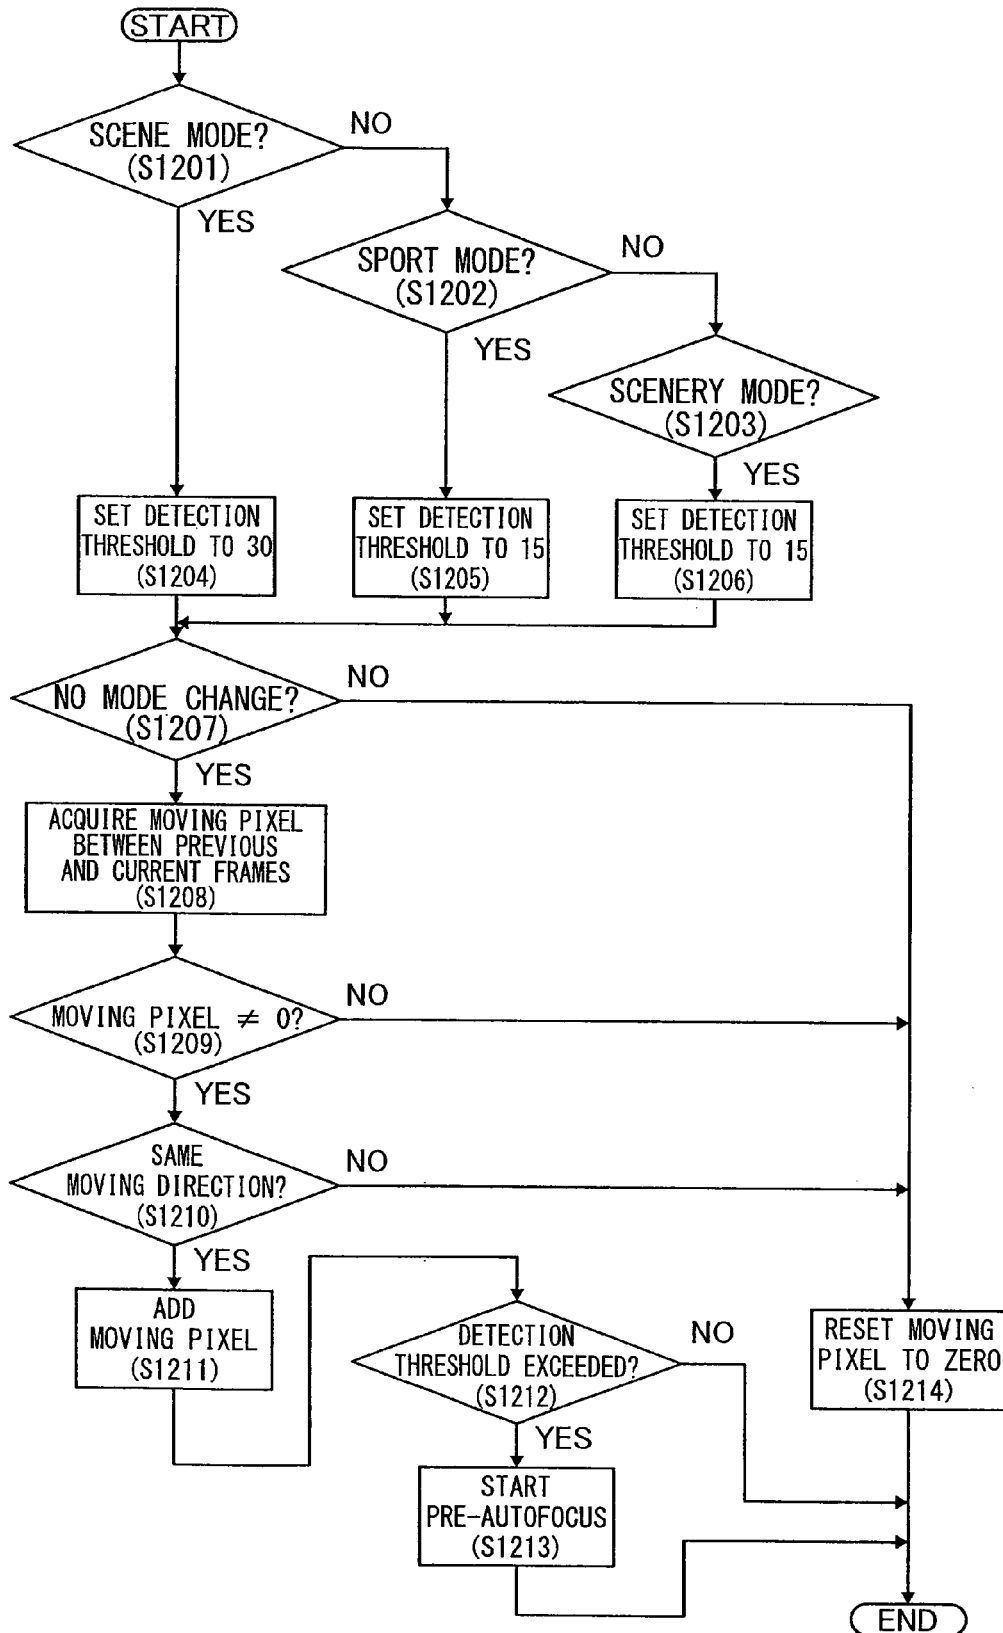 START
SCENE MODE?
(S1201)
NO
YES
SPORT MODE?
(S1202)
NO
YES
SCENERY MODE?
(S1203)
YES
SET DETECTION
THRESHOLD TO 30
(S1204)
SET DETECTION
THRESHOLD TO 15
(S1205)
SET DETECTION
THRESHOLD TO 15
(S1206)
NO MODE CHANGE?
(S1207)
NO
YES
ACQUIRE MOVING PIXEL
BETWEEN PREVIOUS
AND CURRENT FRAMES
(S1208)
MOVING PIXEL ≠ 0?
(S1209)
NO
YES
SAME
MOVING DIRECTION?
(S1210)
NO
YES
ADD
MOVING PIXEL
(S1211)
DETECTION
THRESHOLD EXCEEDED?
(S1212)
NO
YES
START
PRE-AUTOFOCUS
(S1213)
RESET MOVING
PIXEL TO ZERO
(S1214)
END